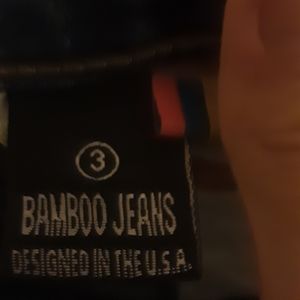 3
BAMBOO JEANS
DESIGNED IN THE U.S.A.